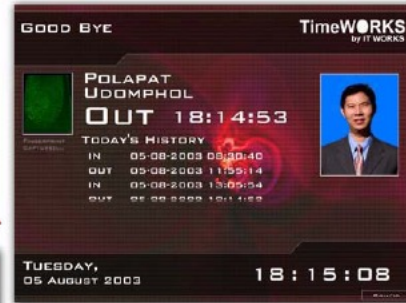 GOOD BYE
TimeWORKS
by IT WORKS
POLAPAT
UDOMPHOL
OUT 18:14:53
TODAY'S HISTORY
IN 05-08-2003 08:30:40
OUT 05-08-2003 11:55:14
IN 05-08-2003 13:05:54
OUT
TUESDAY,
05 AUGUST 2003
18:15:08